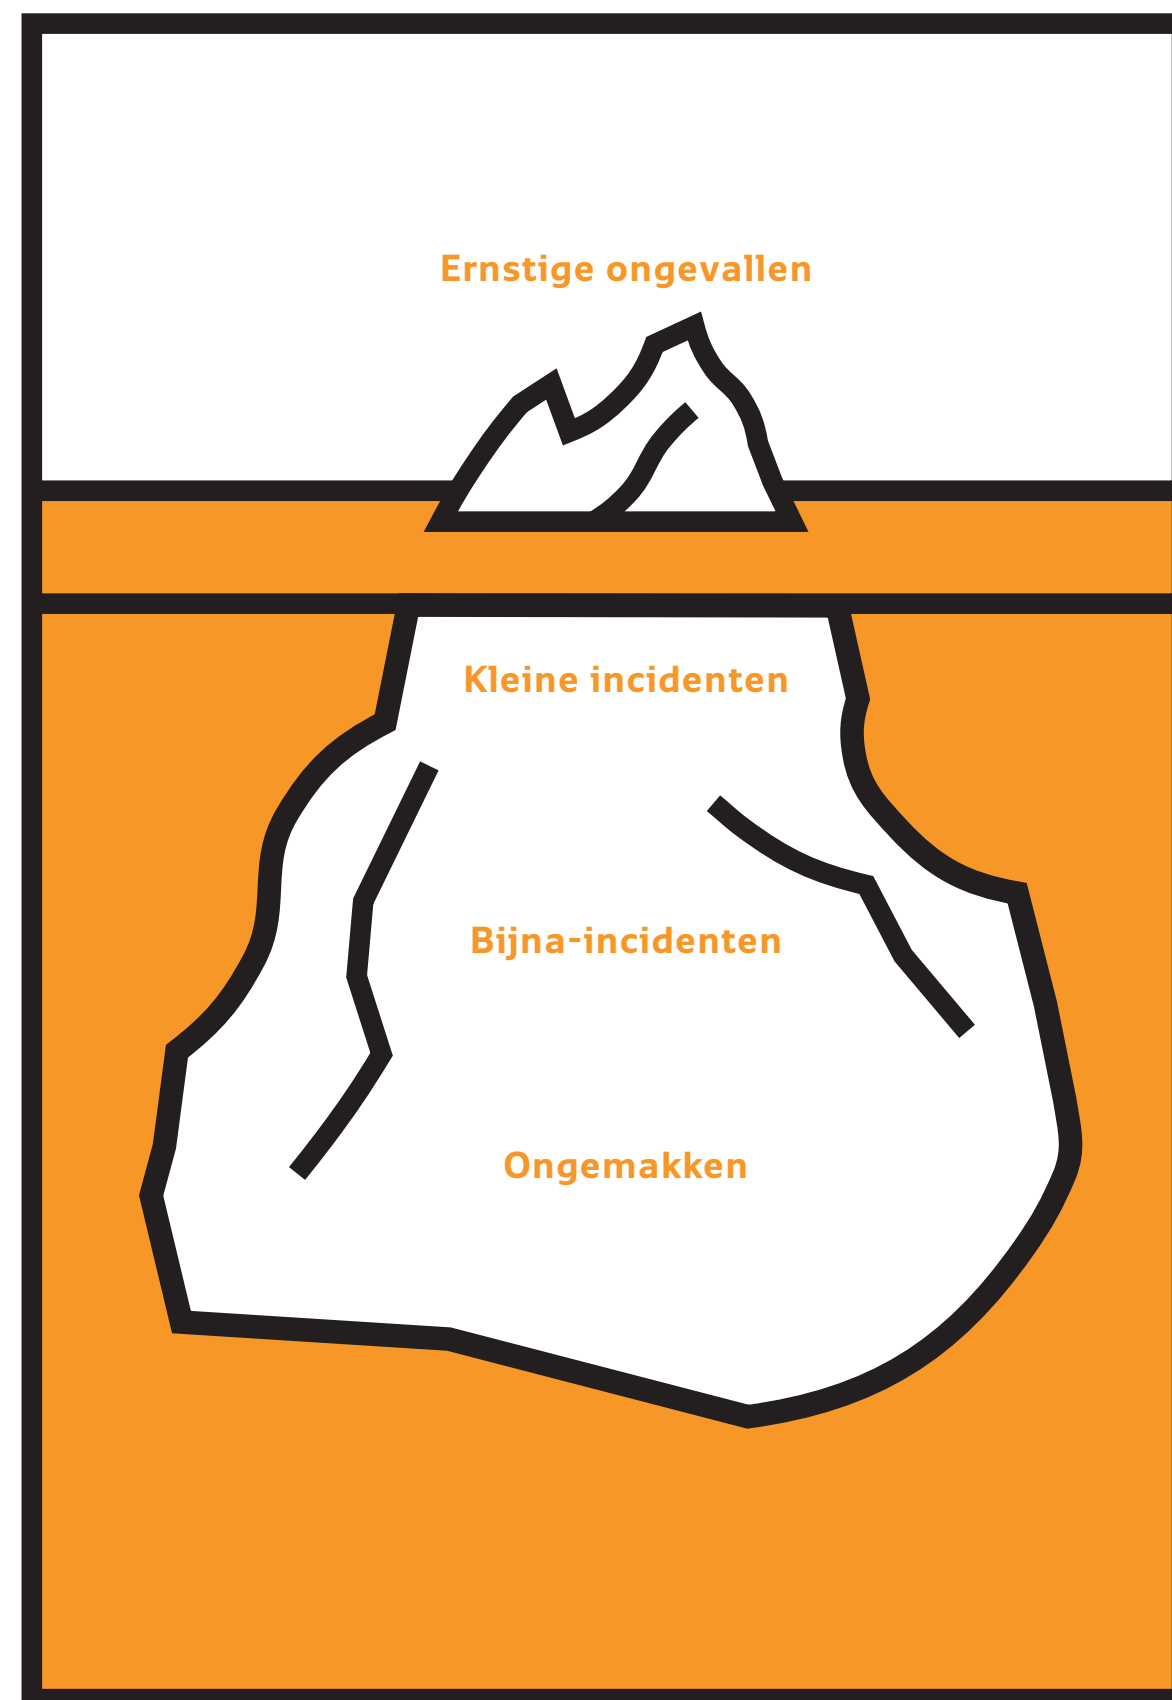 Ernstige ongevallen
Kleine incidenten
Bijna-incidenten
Ongemakken